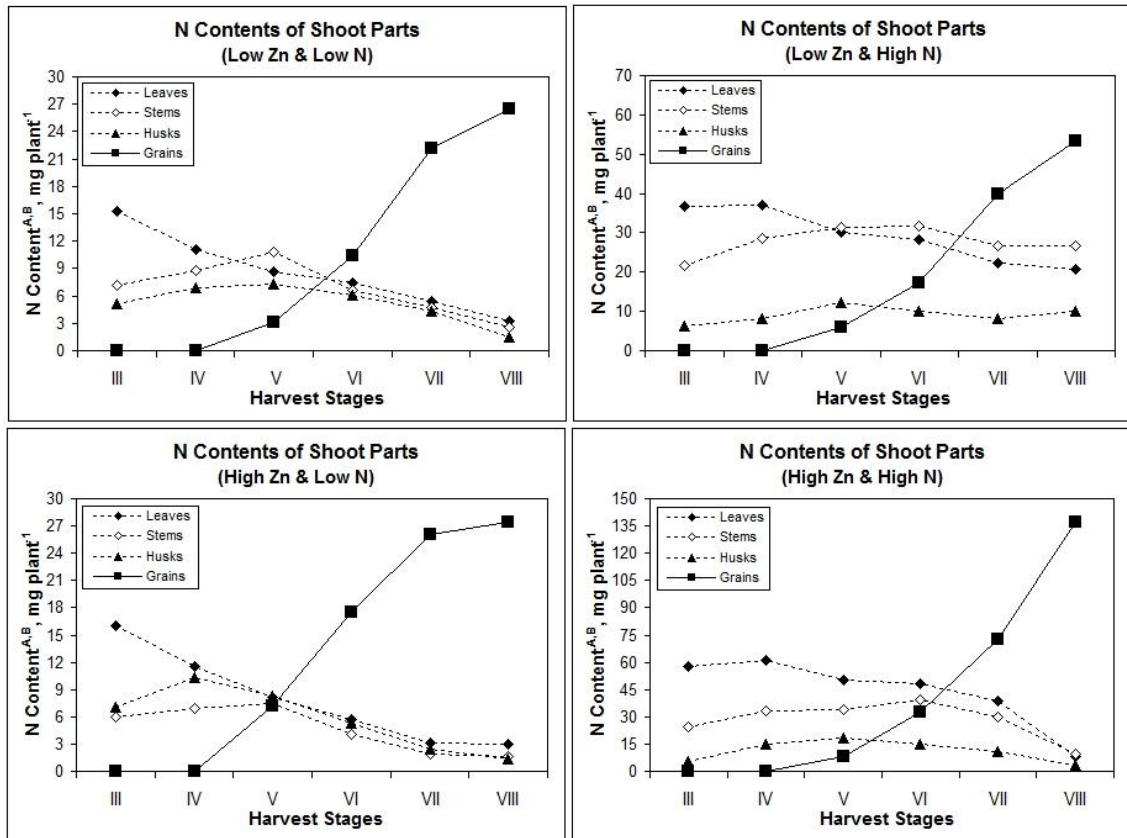 N Contents of Shoot Parts
(Low Zn & Low N)
N Content^A,B, mg plant^-1
30
27
24
21
18
15
12
9
6
3
0
Leaves
Stems
Husks
Grains
III IV V VI VII VIII
Harvest Stages
N Contents of Shoot Parts
(Low Zn & High N)
N Content^A,B, mg plant^-1
70
60
50
40
30
20
10
0
Leaves
Stems
Husks
Grains
III IV V VI VII VIII
Harvest Stages
N Contents of Shoot Parts
(High Zn & Low N)
N Content^A,B, mg plant^-1
30
27
24
21
18
15
12
9
6
3
0
Leaves
Stems
Husks
Grains
III IV V VI VII VIII
Harvest Stages
N Contents of Shoot Parts
(High Zn & High N)
N Content^A,B, mg plant^-1
150
135
120
105
90
75
60
45
30
15
0
Leaves
Stems
Husks
Grains
III IV V VI VII VIII
Harvest Stages